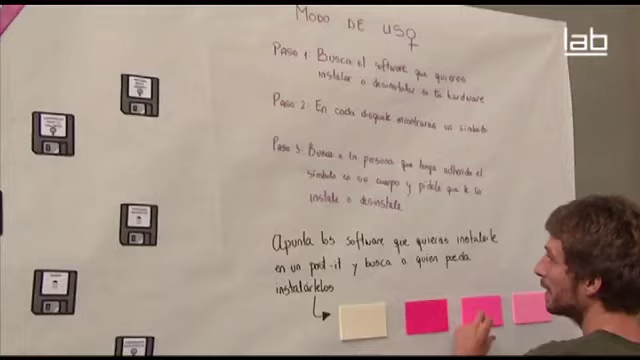 MODO DE USO
PASO 1: Busca el software que quieres
instalar o desinstalar en tu hardware
PASO 2: En cada disquete encontrarás un símbolo
PASO 3: Busca a la persona que tenga adherido el
símbolo en su cuerpo y pídele que te lo
instale o desinstale
Apunta los software que quieras instalarte
en un post-it y busca a quien pueda
instalártelos
lab